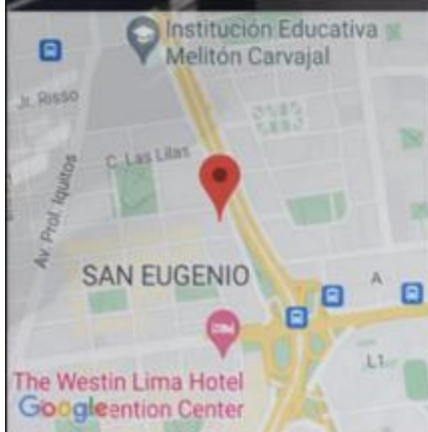 Institución Educativa
Melitón Carvajal
Jr. Risso
C. Las Lilas
Av. Prol. Iquitos
SAN EUGENIO
A
L1
The Westin Lima Hotel
Google
ention Center